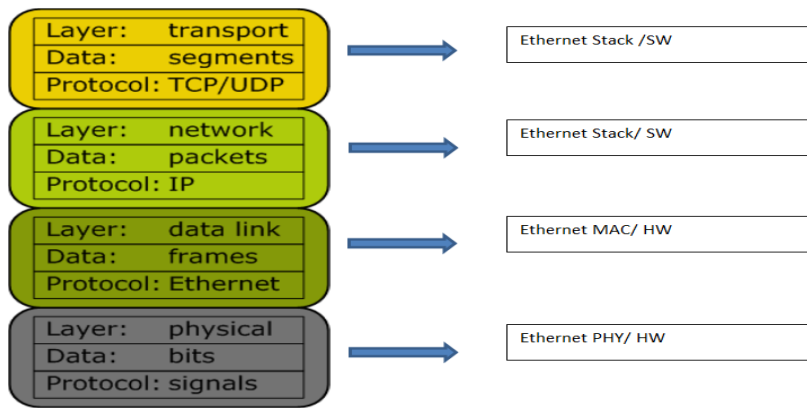 Layer: transport
Data: segments
Protocol: TCP/UDP
Ethernet Stack /SW
Layer: network
Data: packets
Protocol: IP
Ethernet Stack/ SW
Layer: data link
Data: frames
Protocol: Ethernet
Ethernet MAC/ HW
Layer: physical
Data: bits
Protocol: signals
Ethernet PHY/ HW